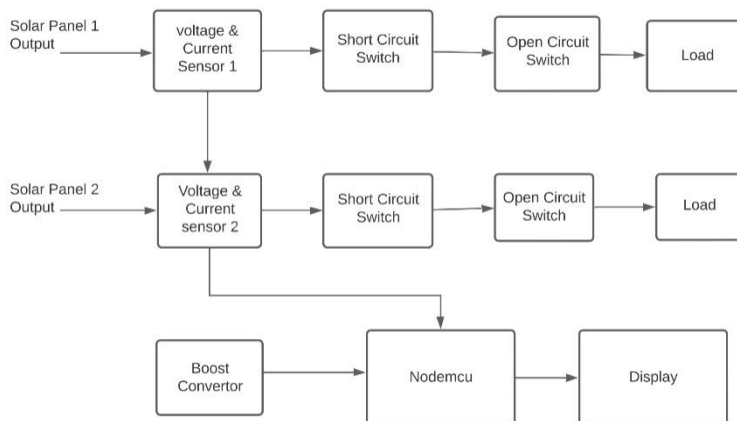 Solar Panel 1
Output
voltage &
Current
Sensor 1
Short Circuit
Switch
Open Circuit
Switch
Load
Solar Panel 2
Output
Voltage &
Current
sensor 2
Short Circuit
Switch
Open Circuit
Switch
Load
Boost
Convertor
Nodemcu
Display